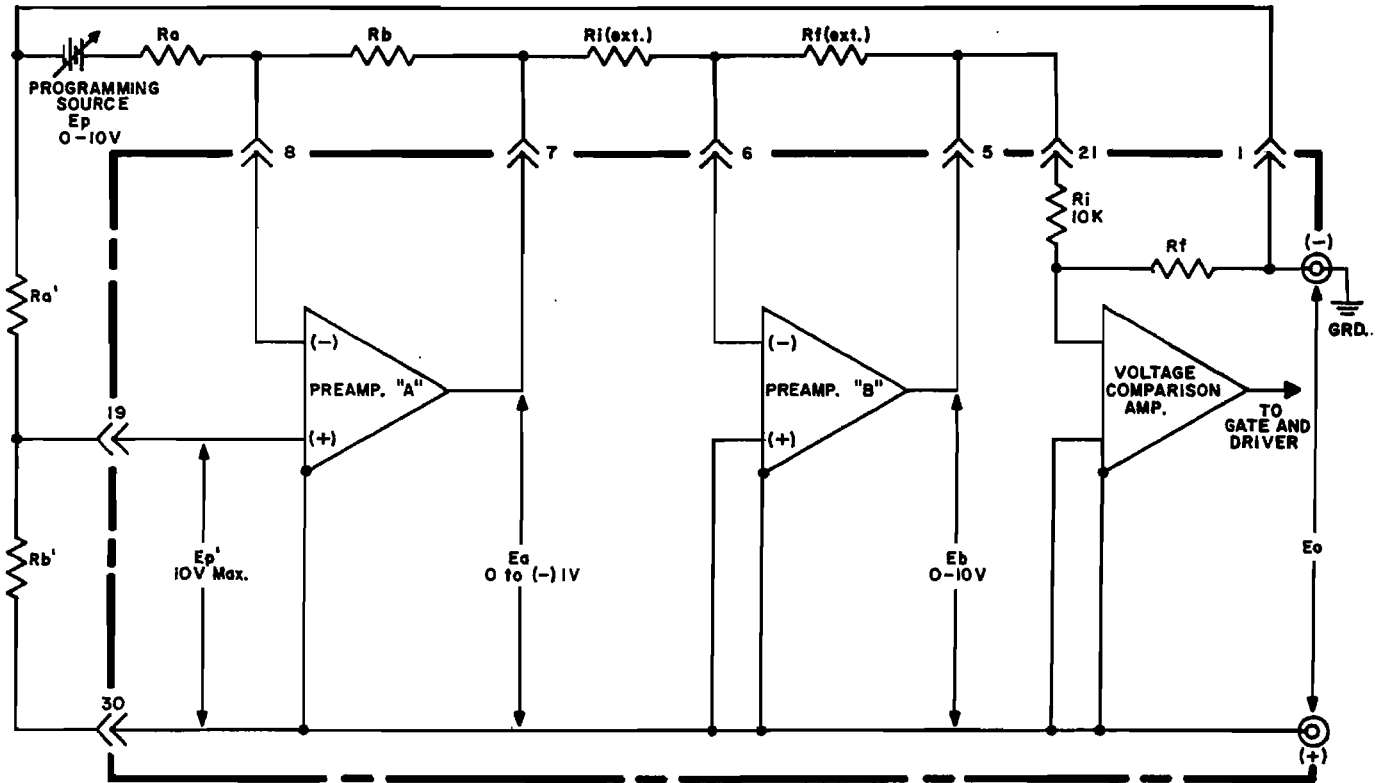 Ra
Rb
Ri(ext.)
Rf(ext.)
PROGRAMMING
SOURCE
Ep
0-10V
8
7
6
5
21
1
Ri
10K
Rf
(-)
GRD.
Ra'
(-)
PREAMP. "A"
(+)
(-)
PREAMP. "B"
(+)
VOLTAGE
COMPARISON
AMP.
TO
GATE AND
DRIVER
19
Rb'
Ep'
10V Max.
Ea
0 to (-) 1V
Eb
0-10V
Eo
30
(+)